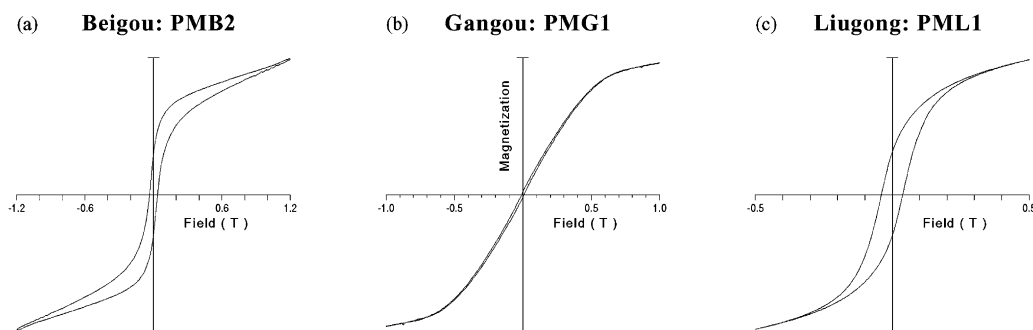 (a) Beigou: PMB2
-1.2 -0.6 0.6 1.2
Field ( T )
(b) Gangou: PMG1
Magnetization
-1.0 -0.5 0.5 1.0
Field ( T )
(c) Liugong: PML1
-0.5 0.5
Field ( T )